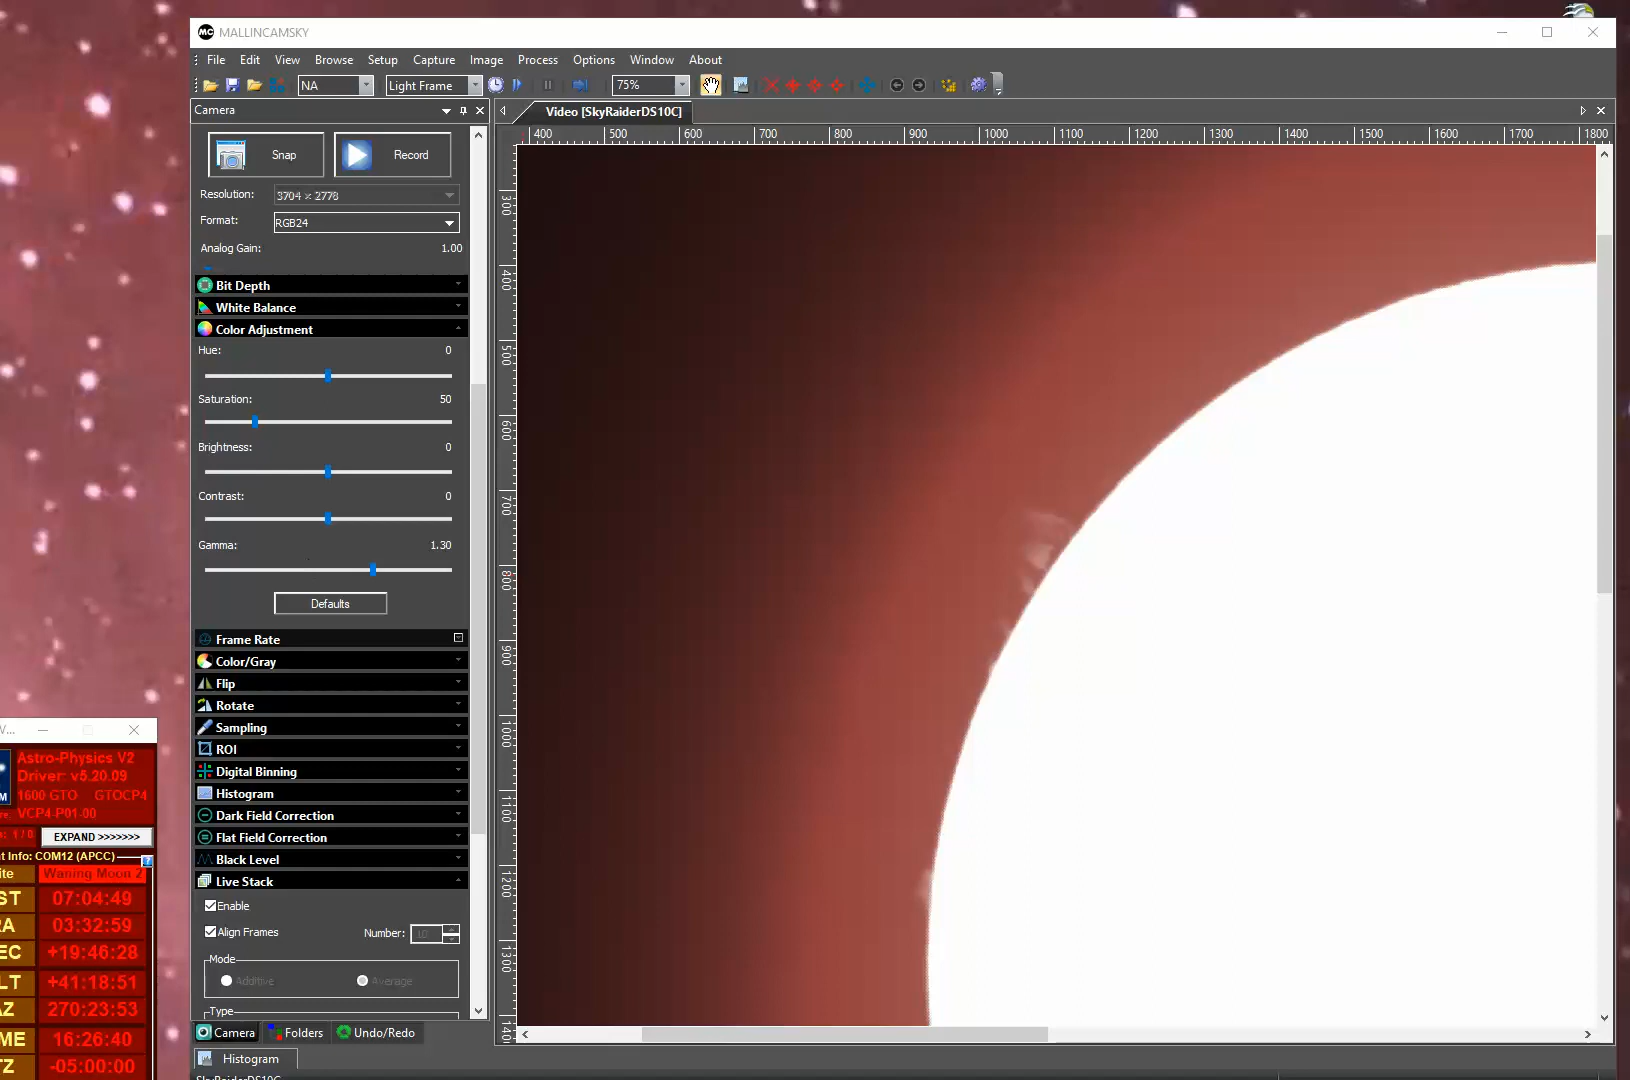 MALLINCAMSKY
File Edit View Browse Setup Capture Image Process Options Window About
NA Light Frame 75%
Camera
Video [SkyRaiderDS10C]
400 500 600 700 800 900 1000 1100 1200 1300 1400 1500 1600 1700 1800
Snap Record
Resolution: 3704 × 2778
Format: RGB24
Analog Gain: 1.00
Bit Depth
White Balance
Color Adjustment
Hue: 0
Saturation: 50
Brightness: 0
Contrast: 0
Gamma: 1.30
Defaults
Frame Rate
Color/Gray
Flip
Rotate
Sampling
ROI
Digital Binning
Histogram
Dark Field Correction
Flat Field Correction
Black Level
Live Stack
Enable
Align Frames Number: 10
Mode
Additive Average
Type
Camera Folders Undo/Redo
Histogram
SkyRaiderDS10C
300
400
500
600
700
800
900
1000
1100
1200
1300
140
W...
Astro-Physics V2
Driver: v5.20.09
1600 GTO GTOCP4
VCP4-P01-00
1 / 0 EXPAND >>>>>>>
t Info: COM12 (APCC)
ite Waning Moon 2
ST 07:04:49
RA 03:32:59
EC +19:46:28
LT +41:18:51
AZ 270:23:53
ME 16:26:40
TZ -05:00:00